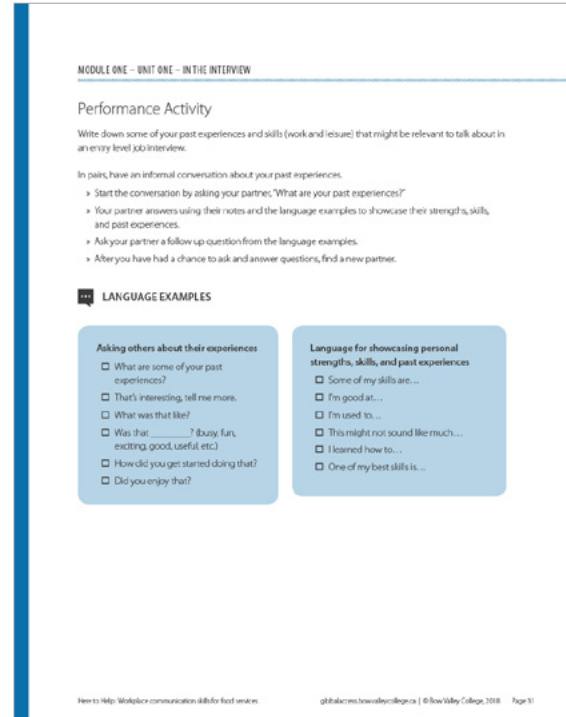 MODULE ONE – UNIT ONE – IN THE INTERVIEW
Performance Activity
Write down some of your past experiences and skills (work and leisure) that might be relevant to talk about in
an entry level job interview.
In pairs, have an informal conversation about your past experiences.
» Start the conversation by asking your partner, "What are your past experiences?"
» Your partner answers using their notes and the language examples to showcase their strengths, skills,
and past experiences.
» Ask your partner a follow up question from the language examples.
» After you have had a chance to ask and answer questions, find a new partner.
LANGUAGE EXAMPLES
Asking others about their experiences
☐ What are some of your past
experiences?
☐ That's interesting, tell me more.
☐ What was that like?
☐ Was that ________? (busy, fun,
exciting, good, useful, etc.)
☐ How did you get started doing that?
☐ Did you enjoy that?
Language for showcasing personal
strengths, skills, and past experiences
☐ Some of my skills are…
☐ I'm good at…
☐ I'm used to…
☐ This might not sound like much…
☐ I learned how to…
☐ One of my best skills is…
Here to Help: Workplace communication skills for food services
globalaccess.bowvalleycollege.ca | © Bow Valley College, 2018 Page